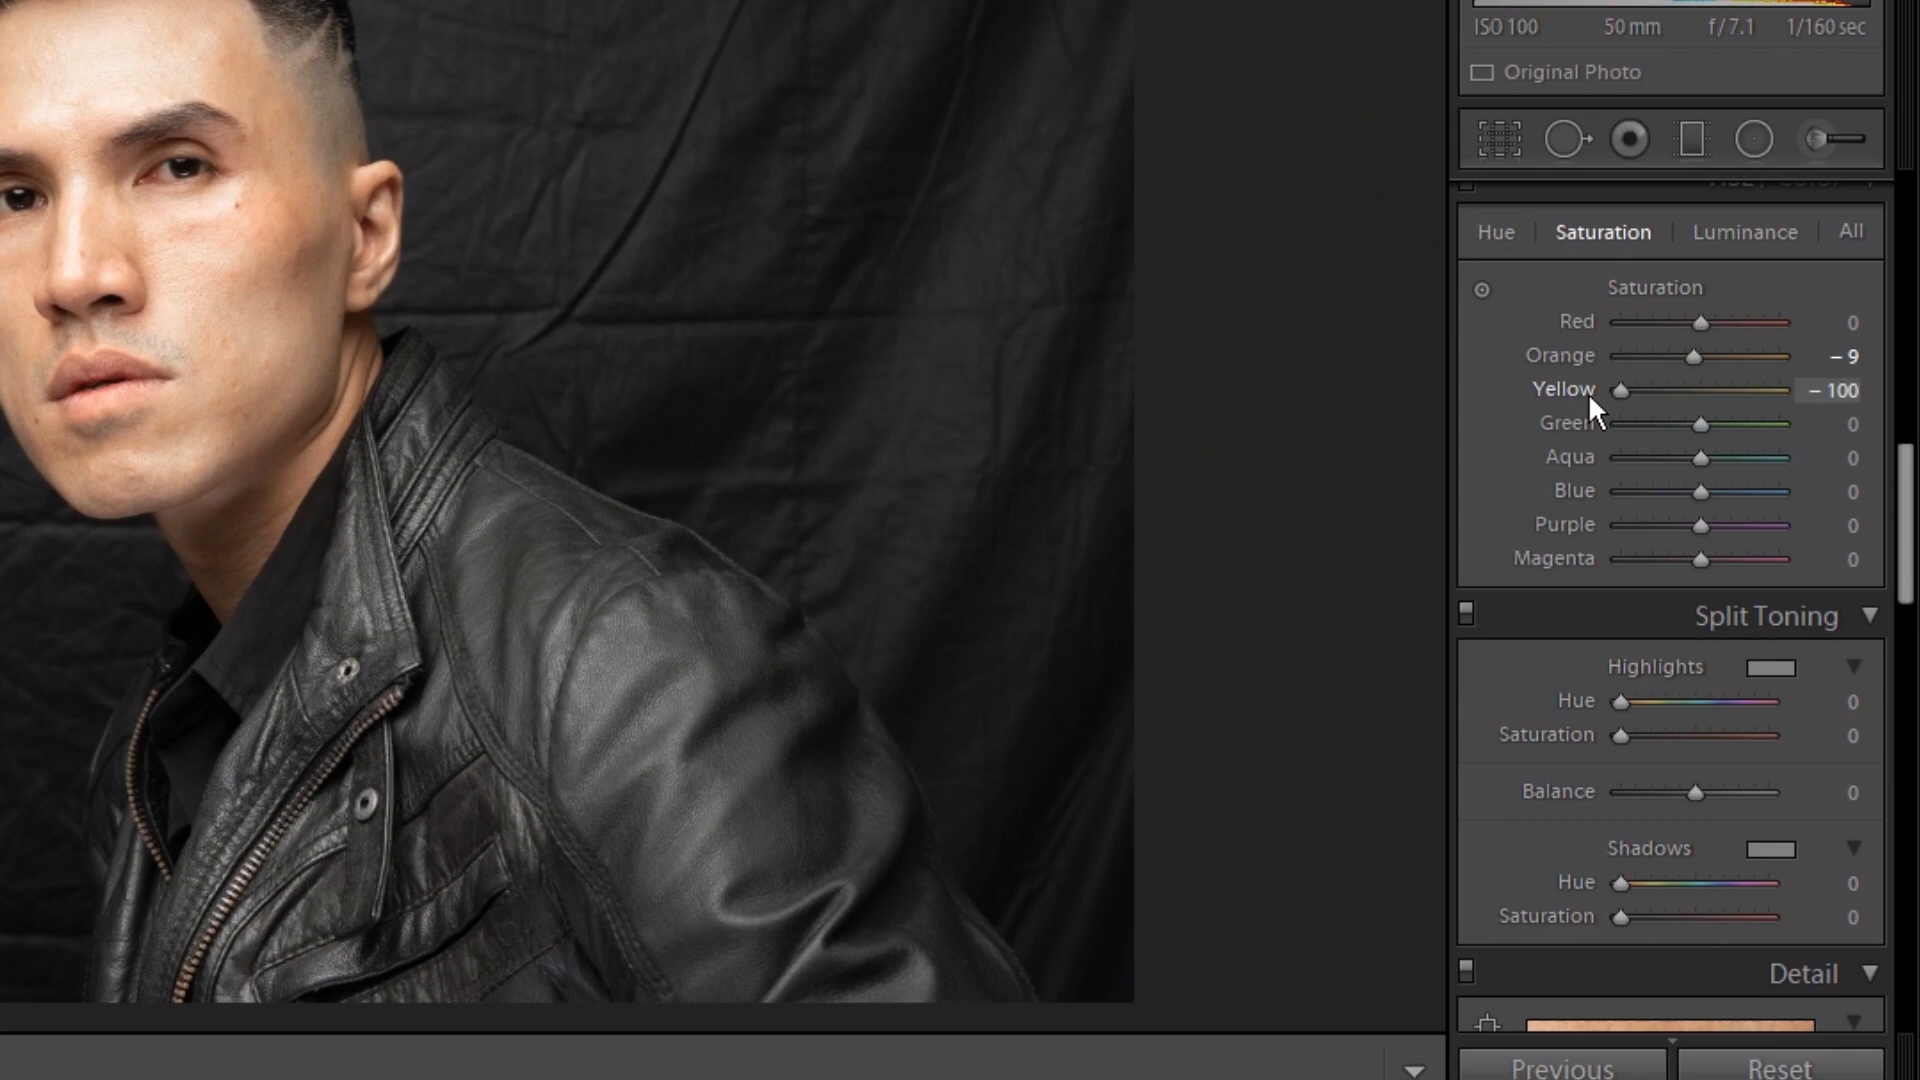 ISO 100 50 mm f / 7.1 1/160 sec
Original Photo
Hue Saturation Luminance All
Saturation
Red 0
Orange – 9
Yellow – 100
Green 0
Aqua 0
Blue 0
Purple 0
Magenta 0
Split Toning
Highlights
Hue 0
Saturation 0
Balance 0
Shadows
Hue 0
Saturation 0
Detail
Previous Reset